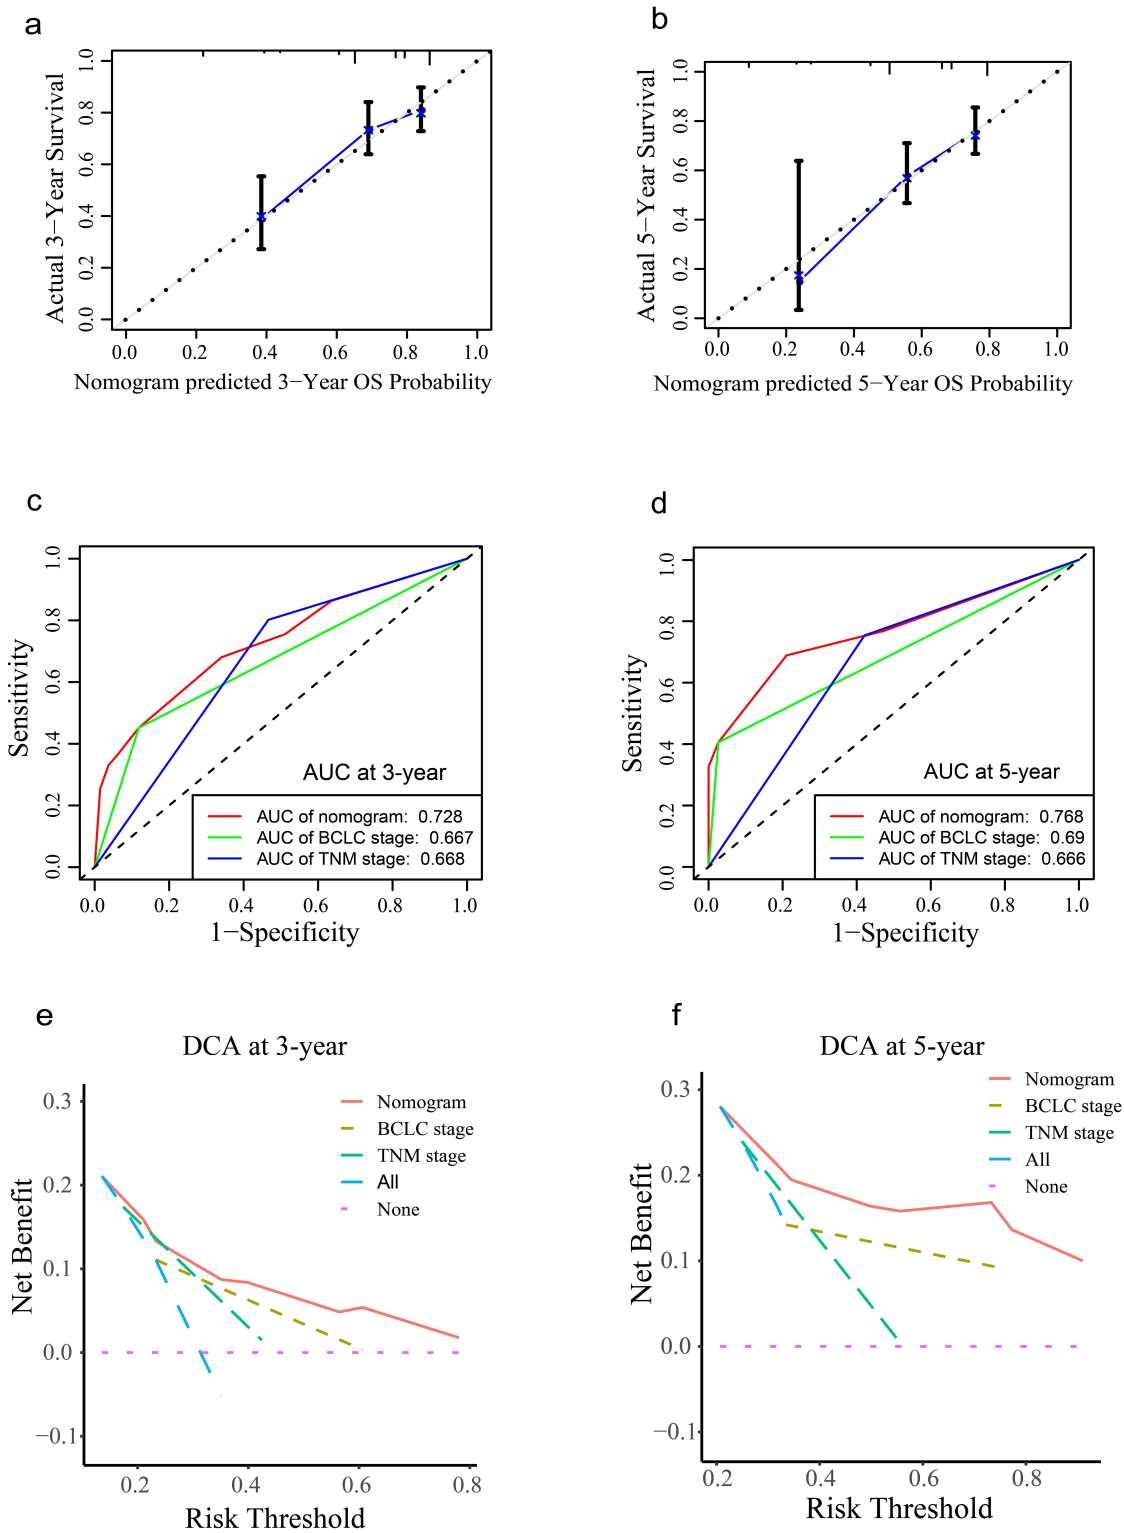 a
Actual 3−Year Survival
0.0 0.2 0.4 0.6 0.8 1.0
0.0 0.2 0.4 0.6 0.8 1.0
Nomogram predicted 3−Year OS Probability
b
Actual 5−Year Survival
0.0 0.2 0.4 0.6 0.8 1.0
0.0 0.2 0.4 0.6 0.8 1.0
Nomogram predicted 5−Year OS Probability
c
Sensitivity
0.0 0.2 0.4 0.6 0.8 1.0
AUC at 3-year
AUC of nomogram: 0.728
AUC of BCLC stage: 0.667
AUC of TNM stage: 0.668
0.0 0.2 0.4 0.6 0.8 1.0
1−Specificity
d
Sensitivity
0.0 0.2 0.4 0.6 0.8 1.0
AUC at 5-year
AUC of nomogram: 0.768
AUC of BCLC stage: 0.69
AUC of TNM stage: 0.666
0.0 0.2 0.4 0.6 0.8 1.0
1−Specificity
e
DCA at 3-year
Net Benefit
0.3
0.2
0.1
0.0
−0.1
Nomogram
BCLC stage
TNM stage
All
None
0.2 0.4 0.6 0.8
Risk Threshold
f
DCA at 5-year
Net Benefit
0.3
0.2
0.1
0.0
−0.1
Nomogram
BCLC stage
TNM stage
All
None
0.2 0.4 0.6 0.8
Risk Threshold